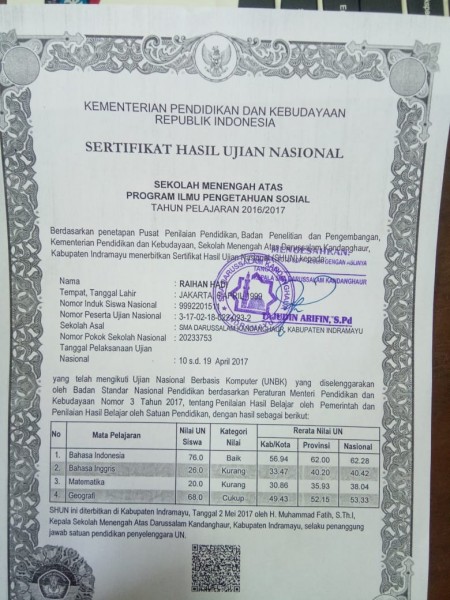 KEMENTERIAN PENDIDIKAN DAN KEBUDAYAAN
REPUBLIK INDONESIA
SERTIFIKAT HASIL UJIAN NASIONAL
SEKOLAH MENENGAH ATAS
PROGRAM ILMU PENGETAHUAN SOSIAL
TAHUN PELAJARAN 2016/2017
Berdasarkan penetapan Pusat Penilaian Pendidikan, Badan Penelitian dan Pengembangan,
Kementerian Pendidikan dan Kebudayaan, Sekolah Menengah Atas Darussalam Kandanghaur,
Kabupaten Indramayu menerbitkan Sertifikat Hasil Ujian Nasional (SHUN) kepada
MENGESAHKAN:
KEPALA SMA DARUSSALAM KANDANGHAUR
Nama : RAIHAN HADI
Tempat, Tanggal Lahir : JAKARTA, APRIL 1999
Nomor Induk Siswa Nasional :
Nomor Peserta Ujian Nasional :
DJUDIN ARIFIN, S.Pd
Sekolah Asal : SMA DARUSSALAM KANDANGHAUR, KABUPATEN INDRAMAYU
Nomor Pokok Sekolah Nasional : 20233753
Tanggal Pelaksanaan Ujian
Nasional : 10 s.d. 19 April 2017
yang telah mengikuti Ujian Nasional Berbasis Komputer (UNBK) yang diselenggarakan
oleh Badan Standar Nasional Pendidikan berdasarkan Peraturan Menteri Pendidikan dan
Kebudayaan Nomor 3 Tahun 2017, tentang Penilaian Hasil Belajar oleh Pemerintah dan
Penilaian Hasil Belajar oleh Satuan Pendidikan, dengan hasil sebagai berikut:
No Mata Pelajaran Nilai UN Siswa Kategori Nilai Rerata Nilai UN
Kab/Kota Provinsi Nasional
1. Bahasa Indonesia 76.0 Baik 56.94 62.00 62.28
2. Bahasa Inggris 26.0 Kurang 33.47 40.20 40.42
3. Matematika 20.0 Kurang 30.86 35.93 38.04
4. Geografi 68.0 Cukup 49.43 52.15 53.33
SHUN ini diterbitkan di Kabupaten Indramayu, Tanggal 2 Mei 2017 oleh H. Muhammad Fatih, S.Th.I,
Kepala Sekolah Menengah Atas Darussalam Kandanghaur, Kabupaten Indramayu, selaku penanggung
jawab satuan pendidikan penyelenggara UN.